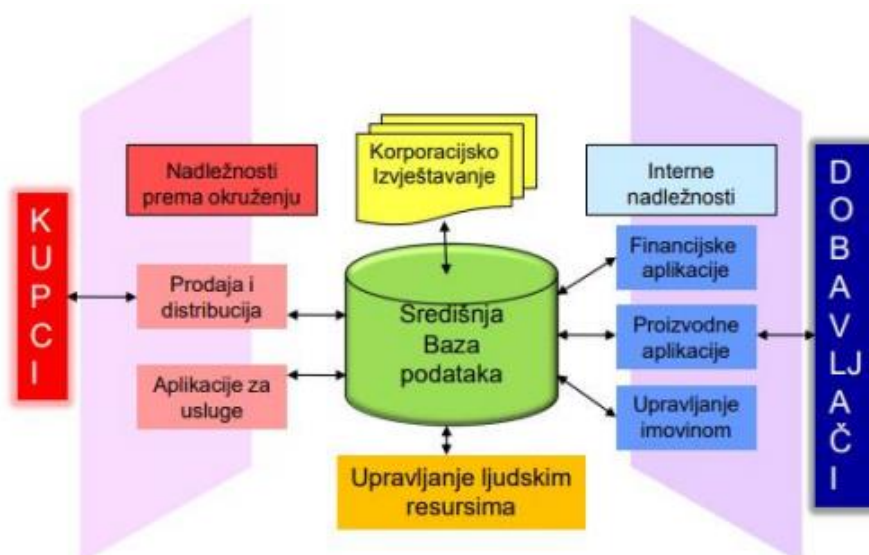 KUPCI
Nadležnosti
prema okruženju
Korporacijsko
Izvještavanje
Interne
nadležnosti
Prodaja i
distribucija
Aplikacije za
usluge
Središnja
Baza
podataka
Financijske
aplikacije
Proizvodne
aplikacije
Upravljanje
imovinom
Upravljanje ljudskim
resursima
DOBAVLJAČI